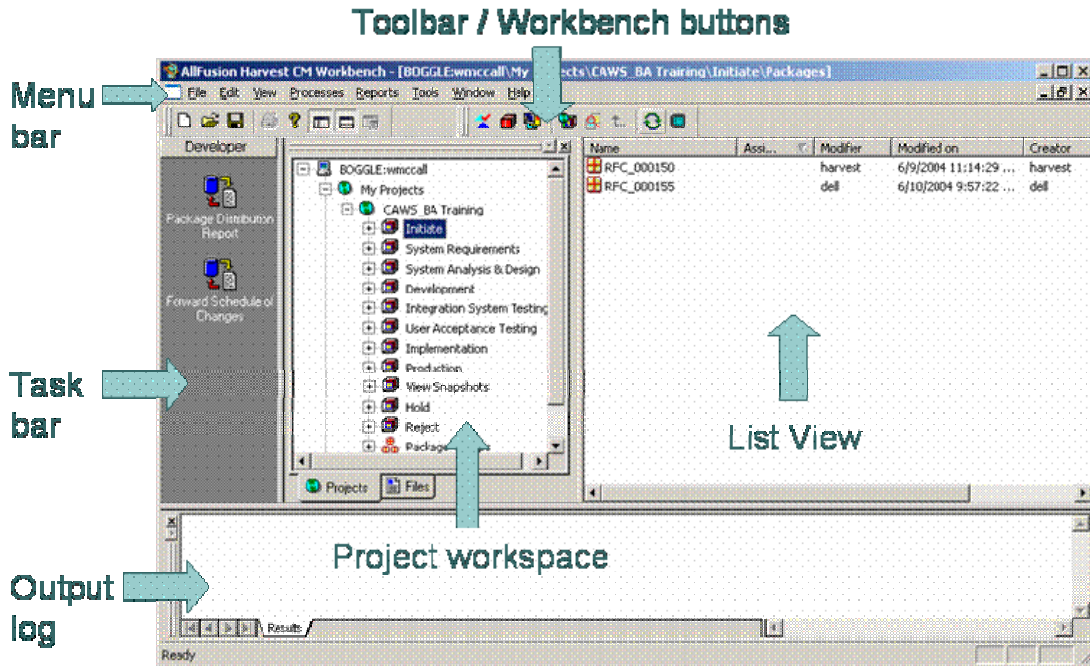 Toolbar / Workbench buttons
AllFusion Harvest CM Workbench - [BOGGLE:wmccall\My ects\CAWS_BA Training\Initiate\Packages]
Menu bar
File Edit View Processes Reports Tools Window Help
Developer
Package Distribution Report
Forward Schedule of Changes
Task bar
BOGGLE:wmccall
My Projects
CAWS_BA Training
Initiate
System Requirements
System Analysis & Design
Development
Integration System Testing
User Acceptance Testing
Implementation
Production
View Snapshots
Hold
Reject
Package
Projects Files
Name Assi... Modifier Modified on Creator
RFC_000150 harvest 6/9/2004 11:14:29 ... harvest
RFC_000155 dell 6/10/2004 9:57:22 ... dell
List View
Project workspace
Output log
Results
Ready